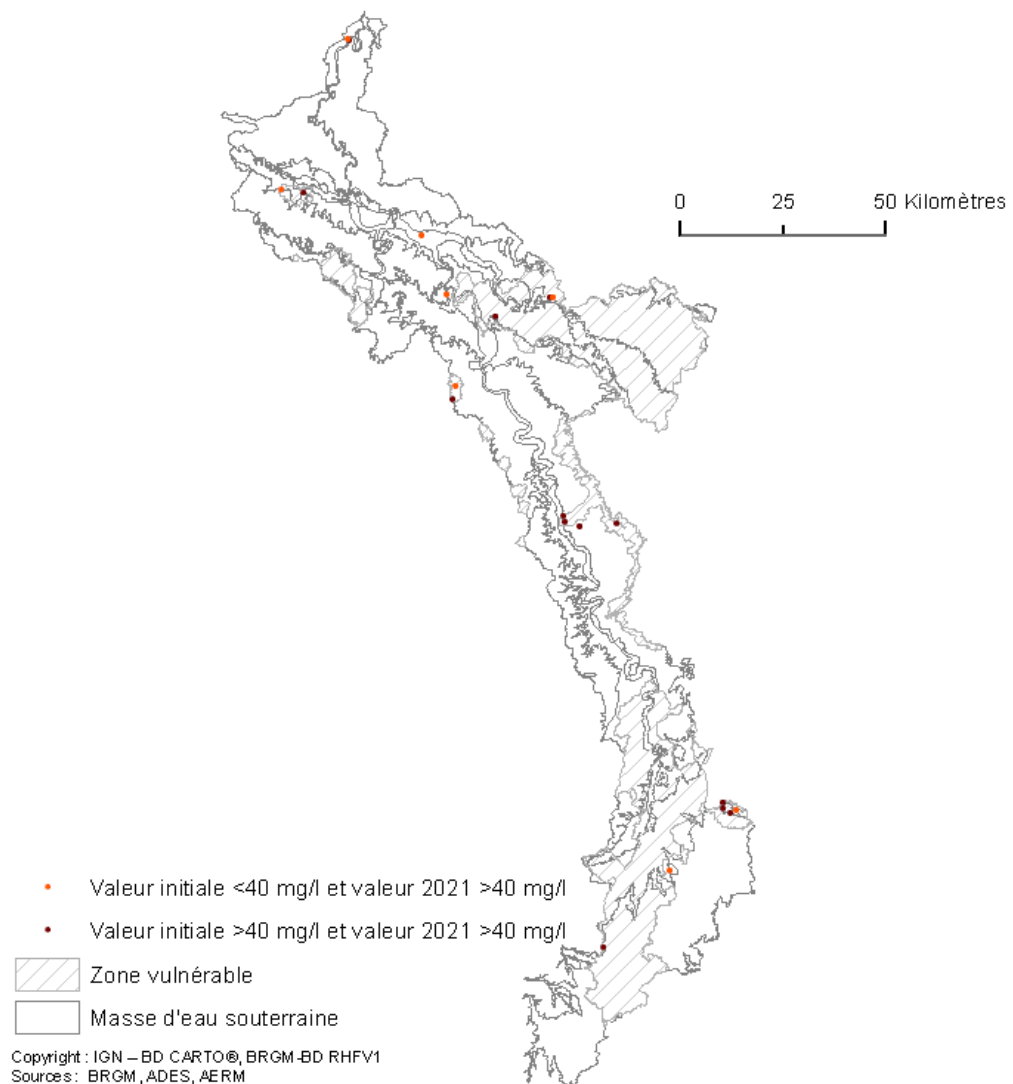 0 25 50 Kilomètres
Valeur initiale <40 mg/l et valeur 2021 >40 mg/l
Valeur initiale >40 mg/l et valeur 2021 >40 mg/l
Zone vulnérable
Masse d'eau souterraine
Copyright : IGN – BD CARTO®, BRGM-BD RHFV1
Sources : BRGM, ADES, AERM